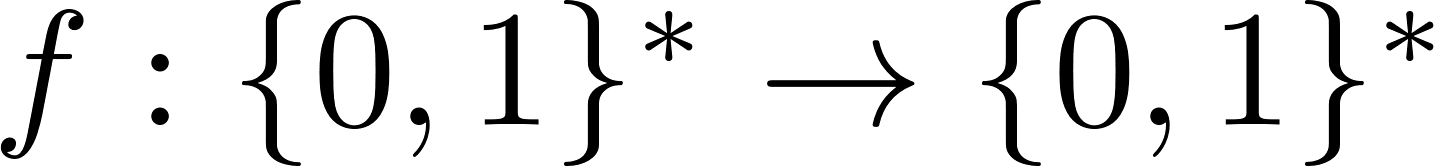 f : {0, 1}* → {0, 1}*